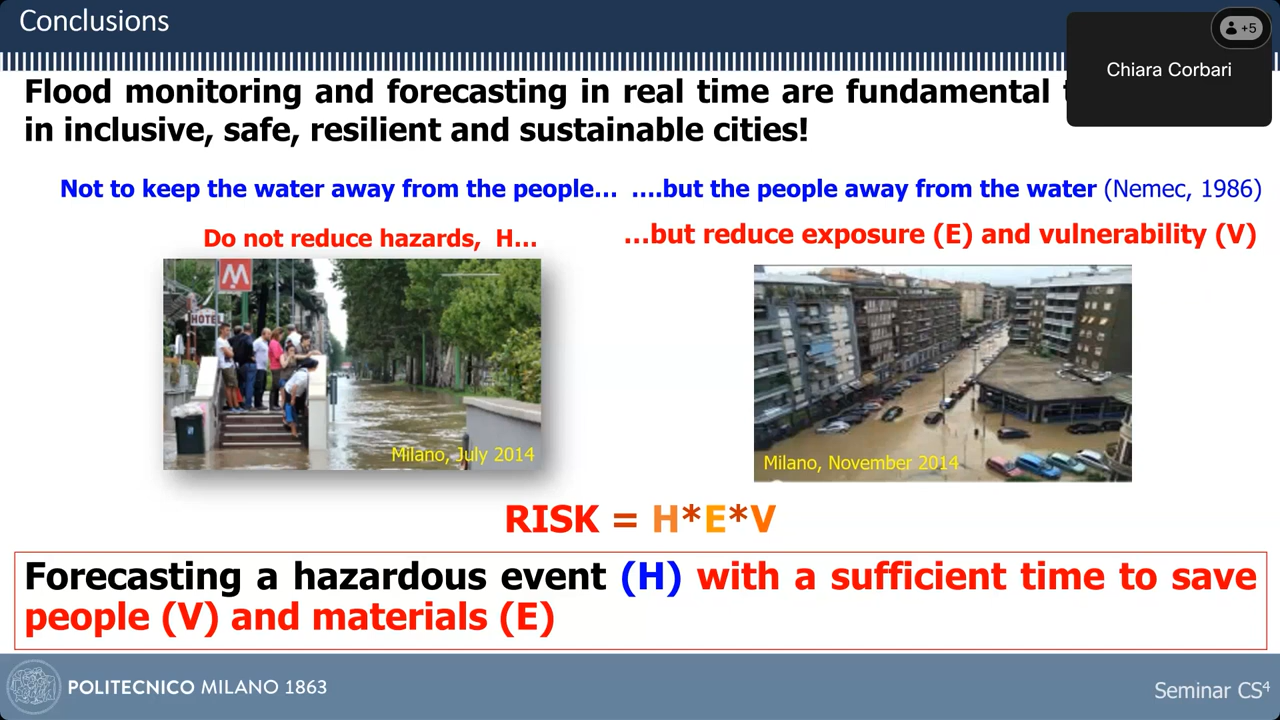 Conclusions
+5
Chiara Corbari
Flood monitoring and forecasting in real time are fundamental
in inclusive, safe, resilient and sustainable cities!
Not to keep the water away from the people… ….but the people away from the water (Nemec, 1986)
Do not reduce hazards, H…
…but reduce exposure (E) and vulnerability (V)
M
HOTEL
Milano, July 2014
Milano, November 2014
RISK = H*E*V
Forecasting a hazardous event (H) with a sufficient time to save
people (V) and materials (E)
POLITECNICO MILANO 1863
Seminar CS⁴